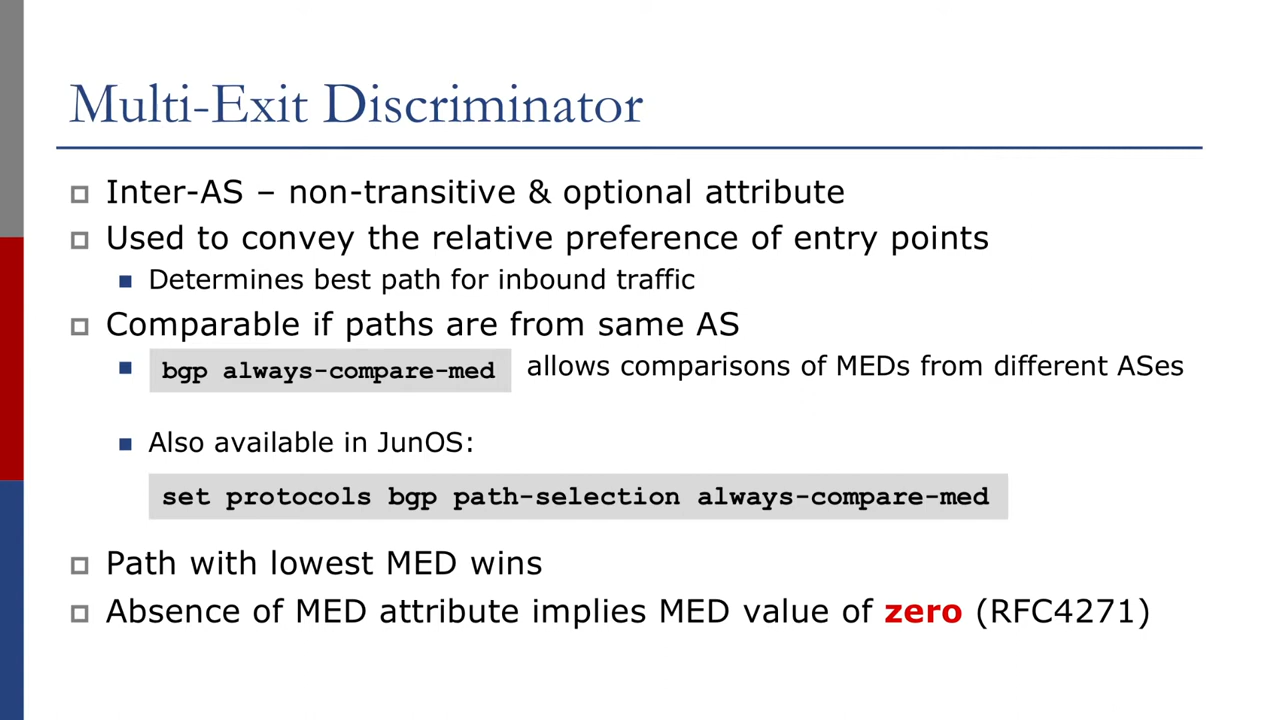 Multi-Exit Discriminator
Inter-AS – non-transitive & optional attribute
Used to convey the relative preference of entry points
Determines best path for inbound traffic
Comparable if paths are from same AS
bgp always-compare-med allows comparisons of MEDs from different ASes
Also available in JunOS:
set protocols bgp path-selection always-compare-med
Path with lowest MED wins
Absence of MED attribute implies MED value of zero (RFC4271)